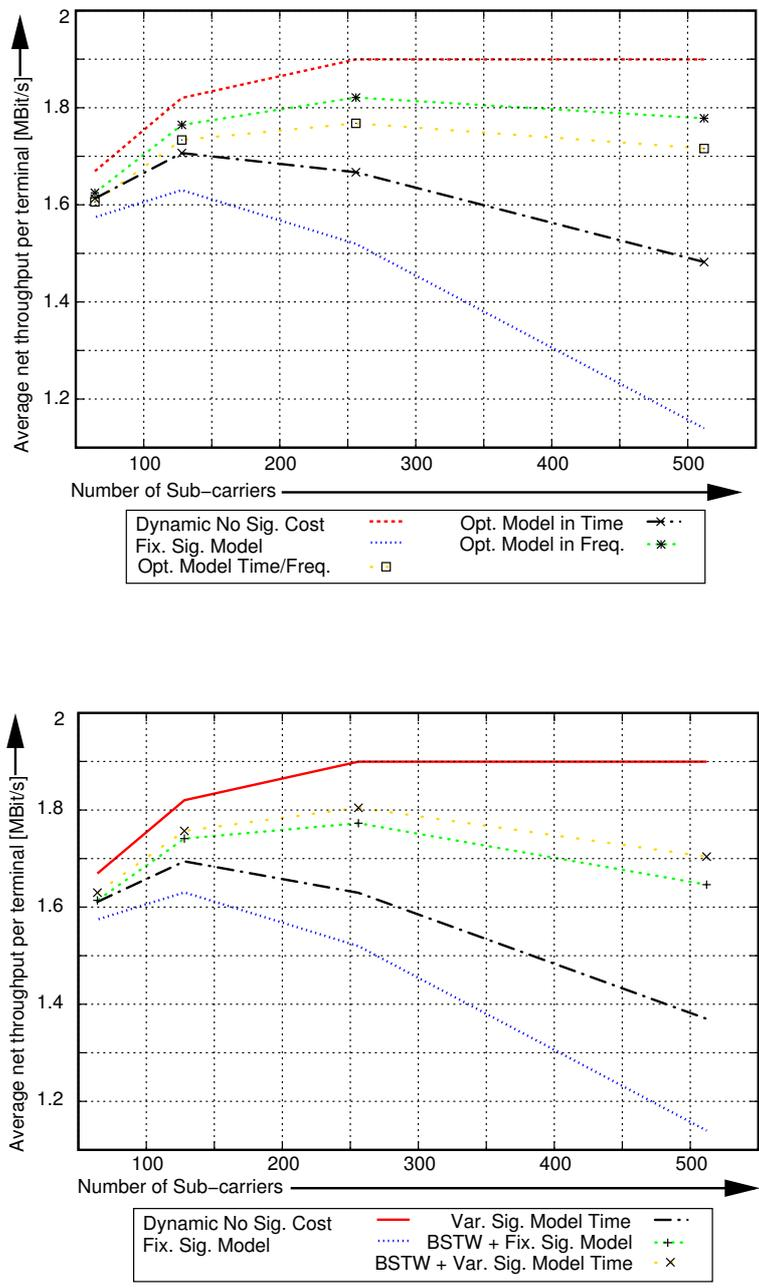 2
1.8
1.6
1.4
1.2
Average net throughput per terminal [MBit/s]
100 200 300 400 500
Number of Sub−carriers
Dynamic No Sig. Cost
Fix. Sig. Model
Opt. Model Time/Freq.
Opt. Model in Time
Opt. Model in Freq.
2
1.8
1.6
1.4
1.2
Average net throughput per terminal [MBit/s]
100 200 300 400 500
Number of Sub−carriers
Dynamic No Sig. Cost
Fix. Sig. Model
Var. Sig. Model Time
BSTW + Fix. Sig. Model
BSTW + Var. Sig. Model Time